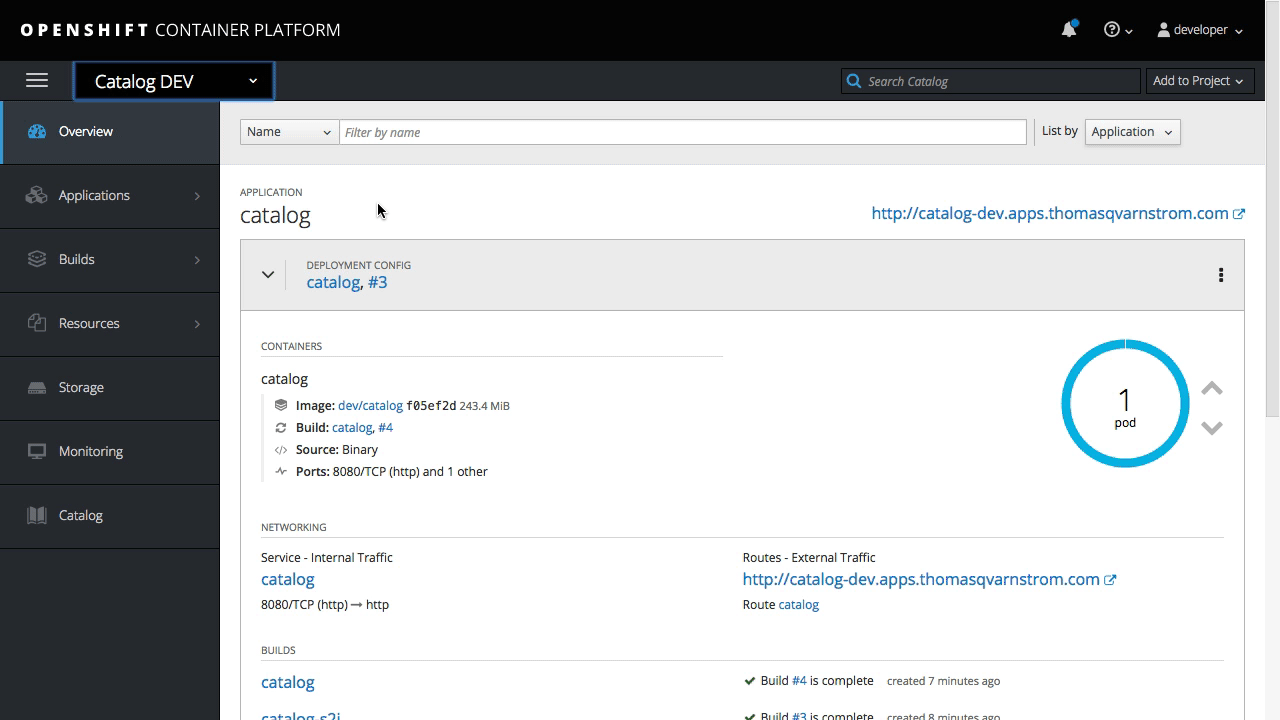 OPENSHIFT CONTAINER PLATFORM
developer
Catalog DEV
Search Catalog
Add to Project
Overview
Applications
Builds
Resources
Storage
Monitoring
Catalog
Name
Filter by name
List by
Application
APPLICATION
catalog
http://catalog-dev.apps.thomasqvarnstrom.com
DEPLOYMENT CONFIG
catalog, #3
CONTAINERS
catalog
Image: dev/catalog f05ef2d 243.4 MiB
Build: catalog, #4
Source: Binary
Ports: 8080/TCP (http) and 1 other
1
pod
NETWORKING
Service - Internal Traffic
catalog
8080/TCP (http) → http
Routes - External Traffic
http://catalog-dev.apps.thomasqvarnstrom.com
Route catalog
BUILDS
catalog
Build #4 is complete created 7 minutes ago
catalog-s2i
Build #3 is complete created 8 minutes ago